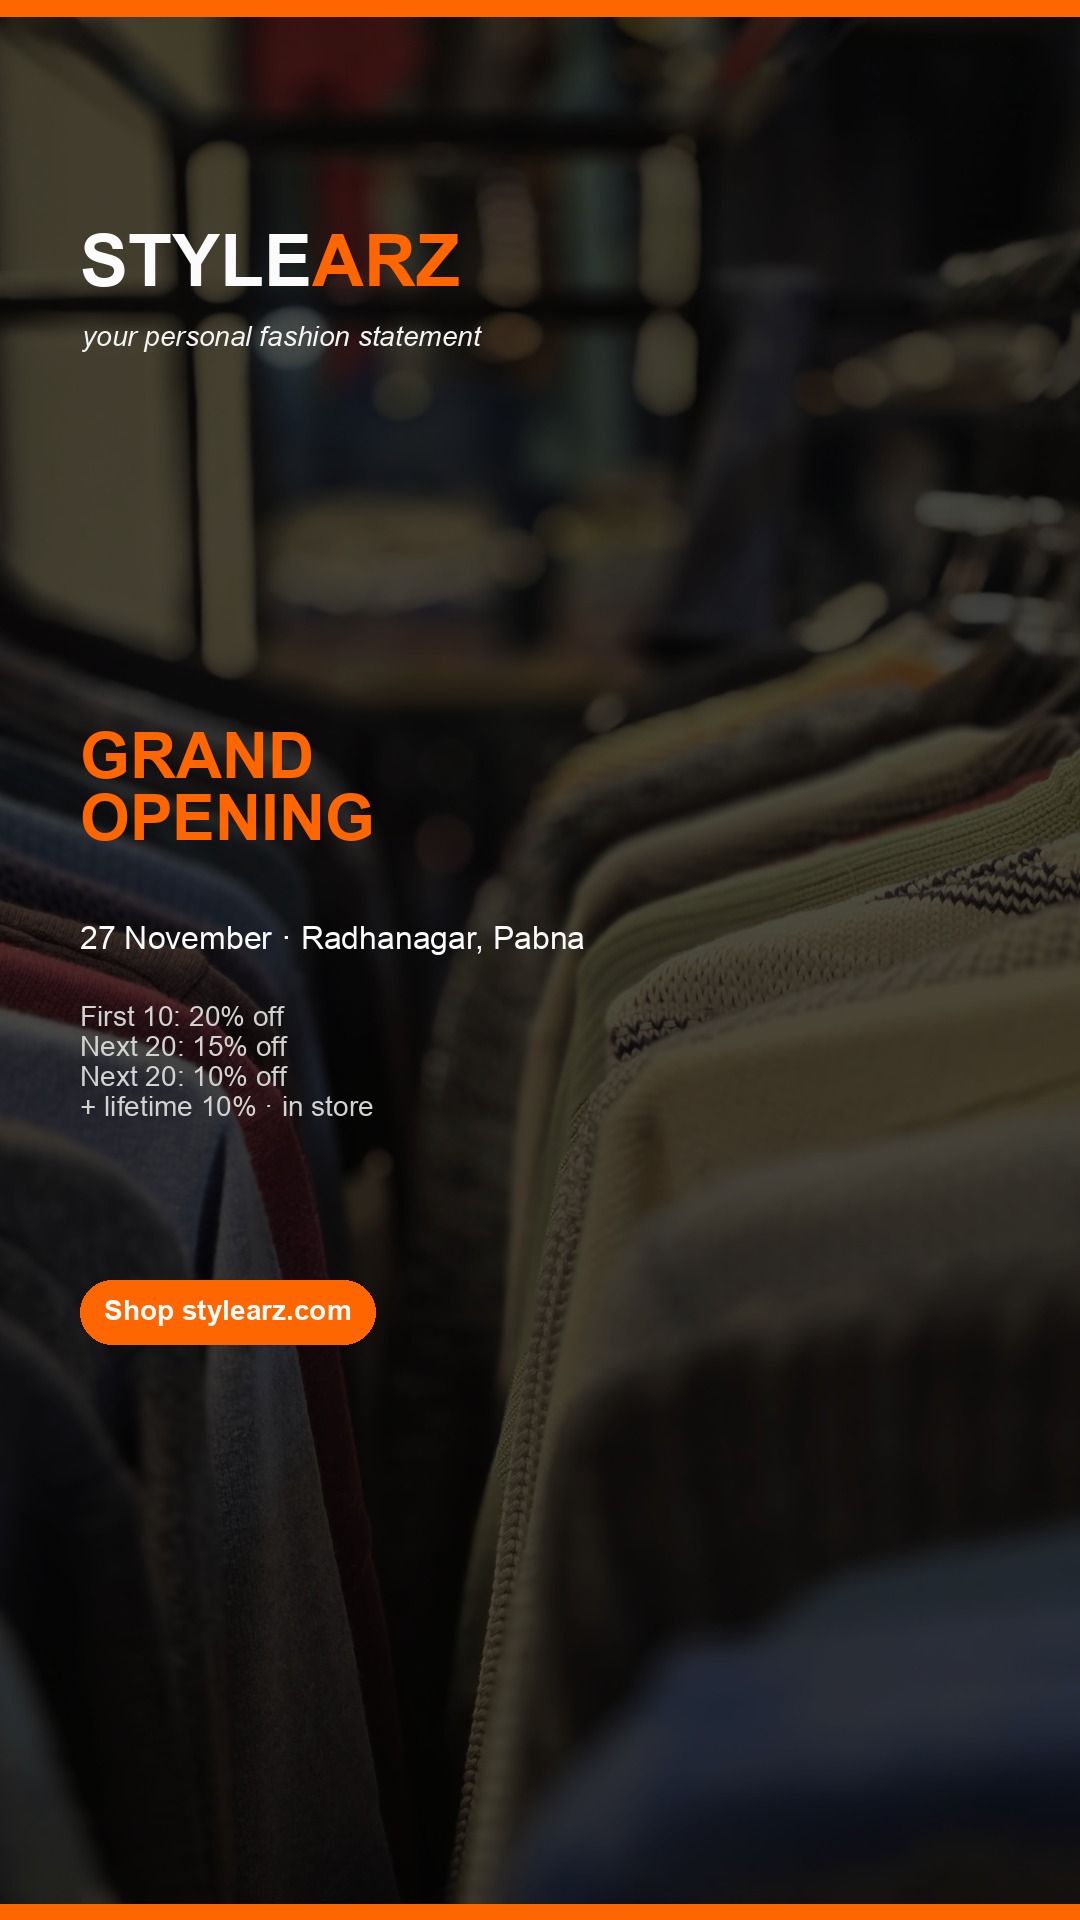 STYLEARZ
your personal fashion statement
GRAND
OPENING
27 November · Radhanagar, Pabna
First 10: 20% off
Next 20: 15% off
Next 20: 10% off
+ lifetime 10% · in store
Shop stylearz.com